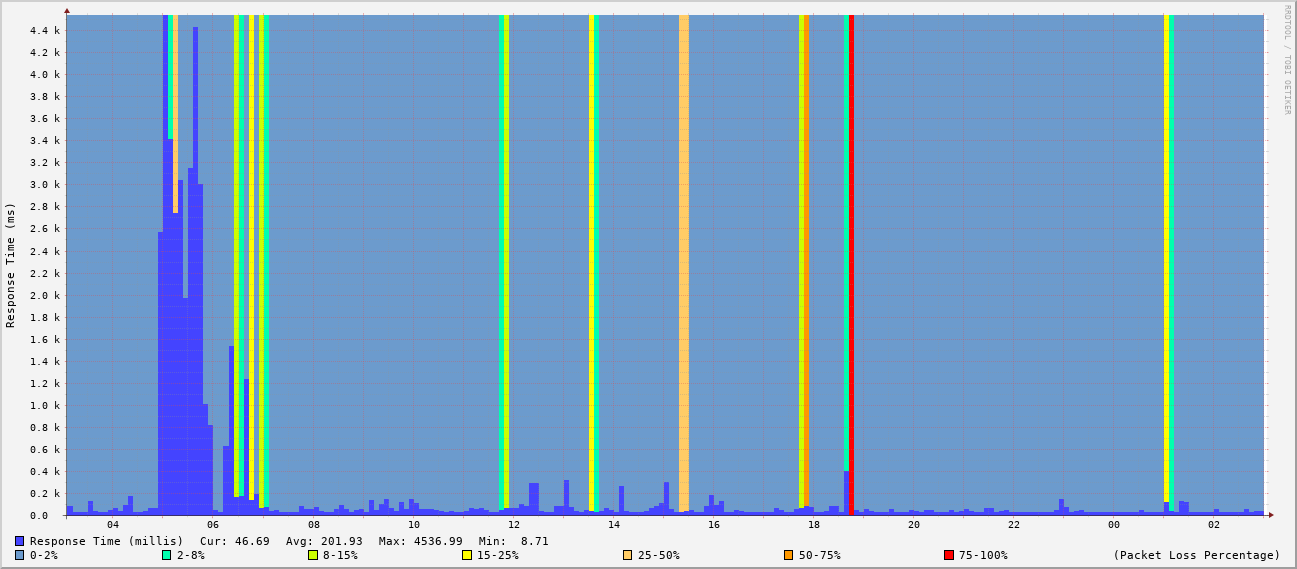 RRDTOOL / TOBI OETIKER
Response Time (ms)
4.4 k
4.2 k
4.0 k
3.8 k
3.6 k
3.4 k
3.2 k
3.0 k
2.8 k
2.6 k
2.4 k
2.2 k
2.0 k
1.8 k
1.6 k
1.4 k
1.2 k
1.0 k
0.8 k
0.6 k
0.4 k
0.2 k
0.0
04 06 08 10 12 14 16 18 20 22 00 02
Response Time (millis) Cur: 46.69 Avg: 201.93 Max: 4536.99 Min: 8.71
0-2% 2-8% 8-15% 15-25% 25-50% 50-75% 75-100% (Packet Loss Percentage)